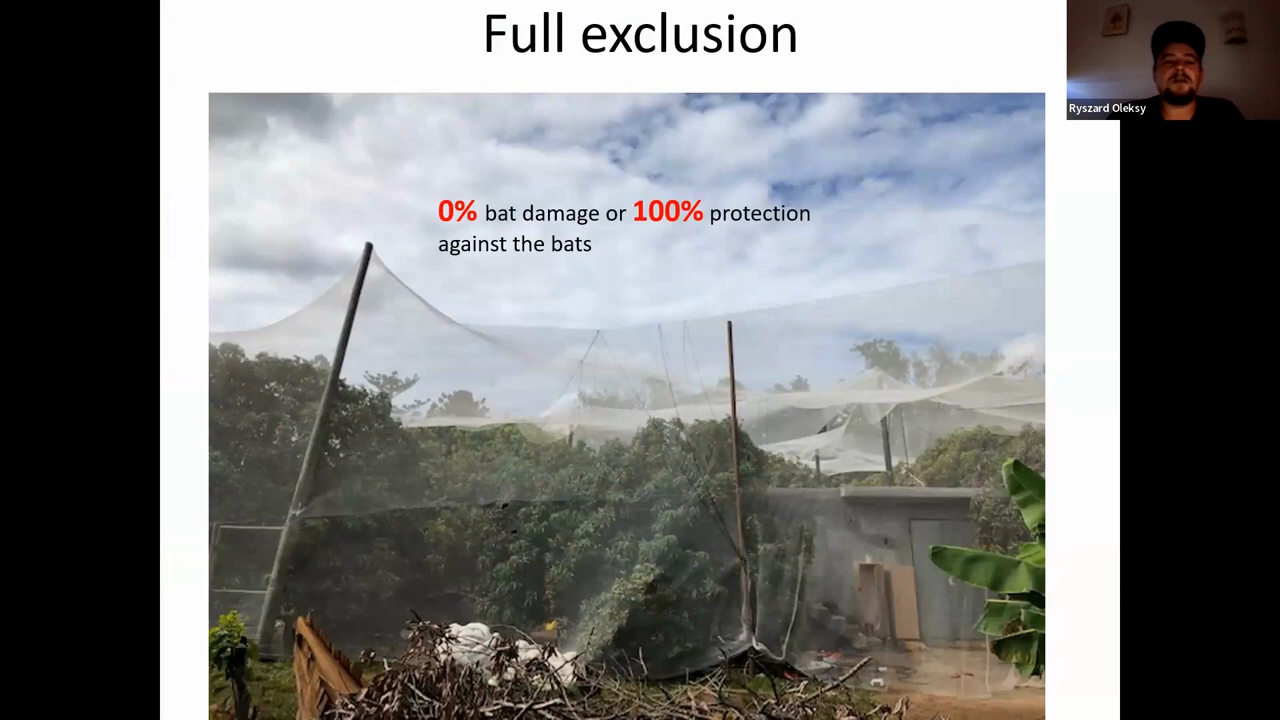 Full exclusion
Ryszard Oleksy
0% bat damage or 100% protection
against the bats